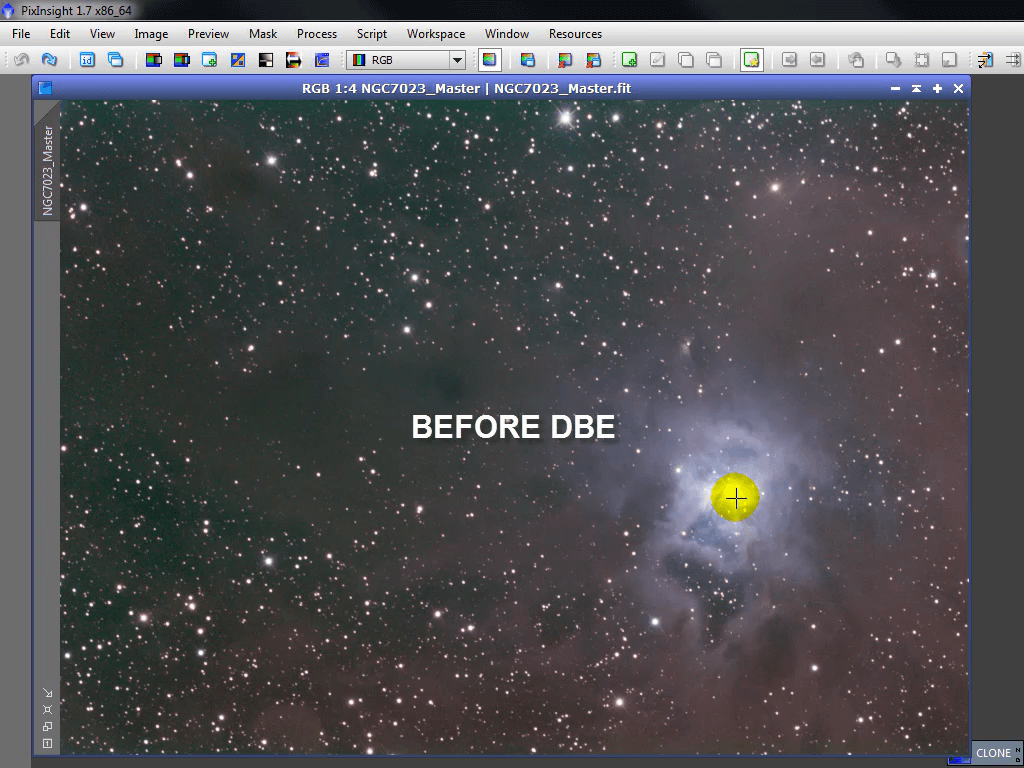 PixInsight 1.7 x86_64
File Edit View Image Preview Mask Process Script Workspace Window Resources
id RGB
RGB 1:4 NGC7023_Master | NGC7023_Master.fit
NGC7023_Master
BEFORE DBE
CLONE